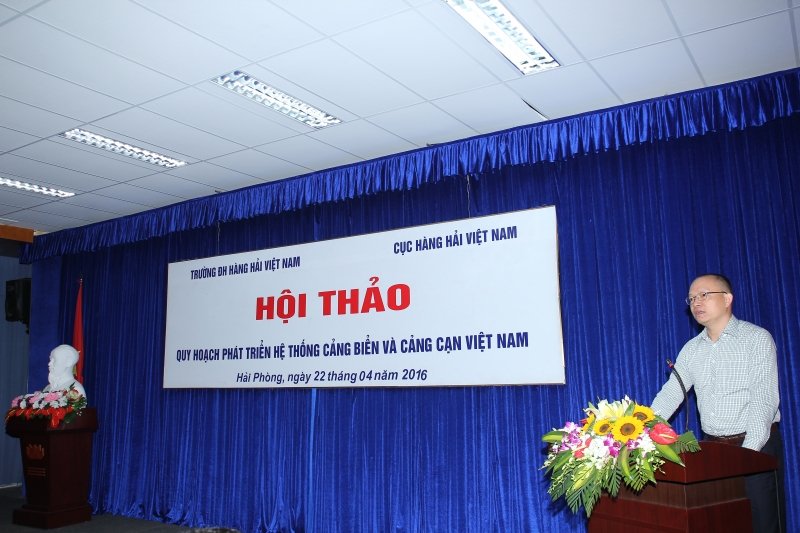 TRƯỜNG ĐH HÀNG HẢI VIỆT NAM
CỤC HÀNG HẢI VIỆT NAM
HỘI THẢO
QUY HOẠCH PHÁT TRIỂN HỆ THỐNG CẢNG BIỂN VÀ CẢNG CẠN VIỆT NAM
Hải Phòng, ngày 22 tháng 04 năm 2016